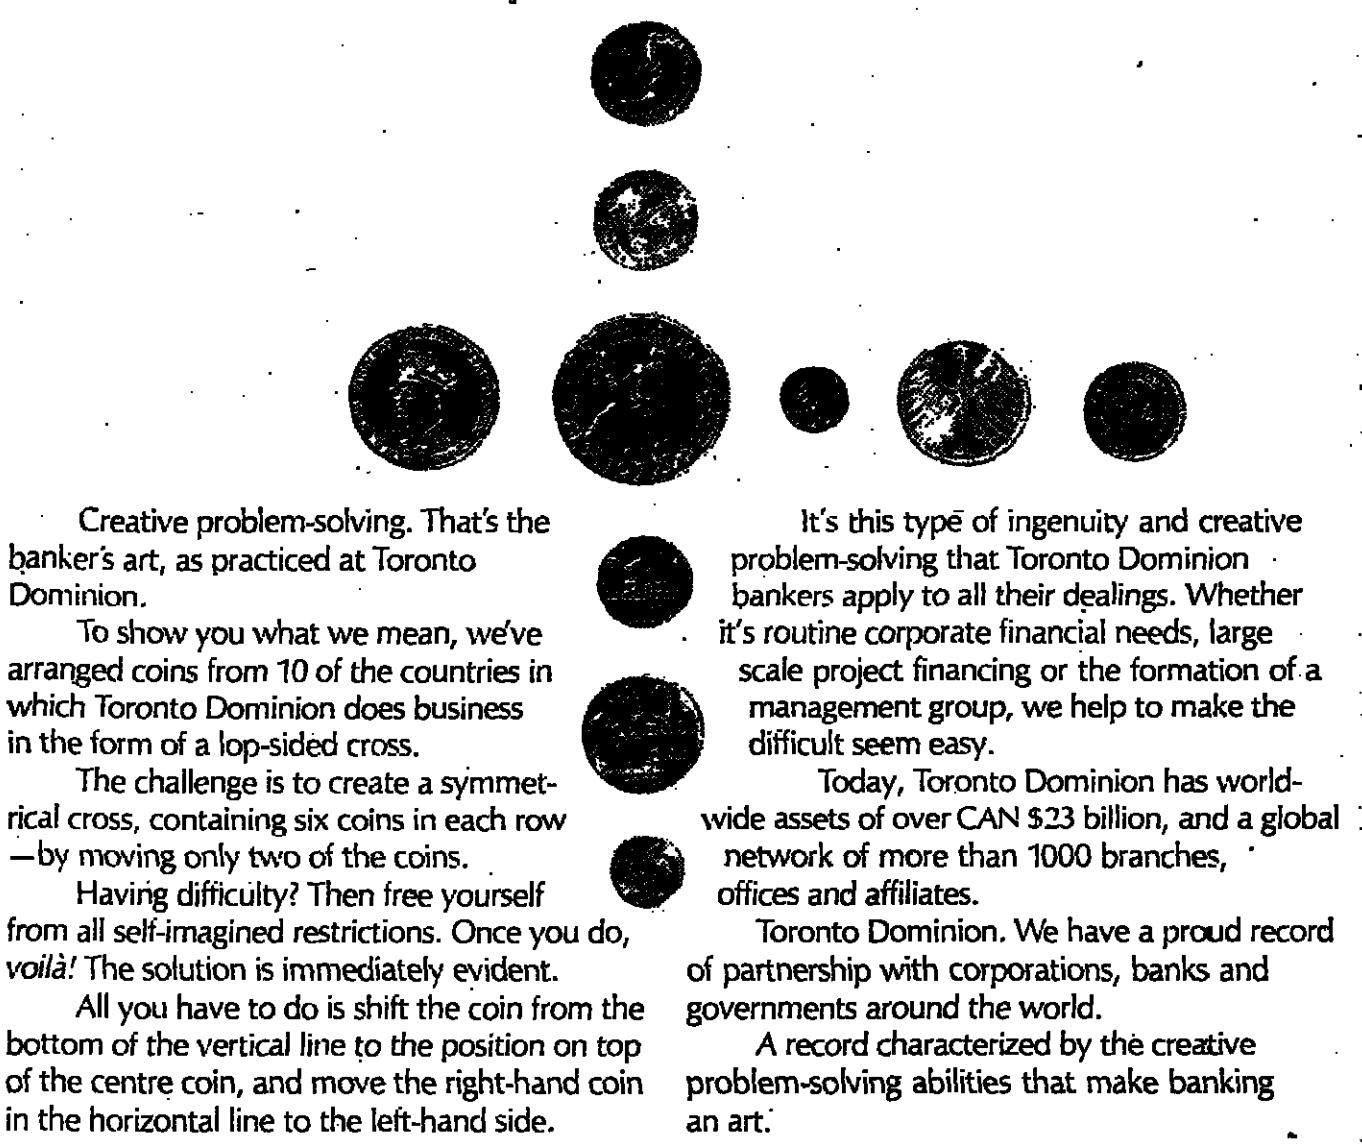 Creative problem-solving. That's the
banker's art, as practiced at Toronto
Dominion.
To show you what we mean, we've
arranged coins from 10 of the countries in
which Toronto Dominion does business
in the form of a lop-sided cross.
The challenge is to create a symmet-
rical cross, containing six coins in each row
—by moving only two of the coins.
Having difficulty? Then free yourself
from all self-imagined restrictions. Once you do,
voilà! The solution is immediately evident.
All you have to do is shift the coin from the
bottom of the vertical line to the position on top
of the centre coin, and move the right-hand coin
in the horizontal line to the left-hand side.
It's this type of ingenuity and creative
problem-solving that Toronto Dominion
bankers apply to all their dealings. Whether
it's routine corporate financial needs, large
scale project financing or the formation of a
management group, we help to make the
difficult seem easy.
Today, Toronto Dominion has world-
wide assets of over CAN $23 billion, and a global
network of more than 1000 branches,
offices and affiliates.
Toronto Dominion. We have a proud record
of partnership with corporations, banks and
governments around the world.
A record characterized by the creative
problem-solving abilities that make banking
an art.